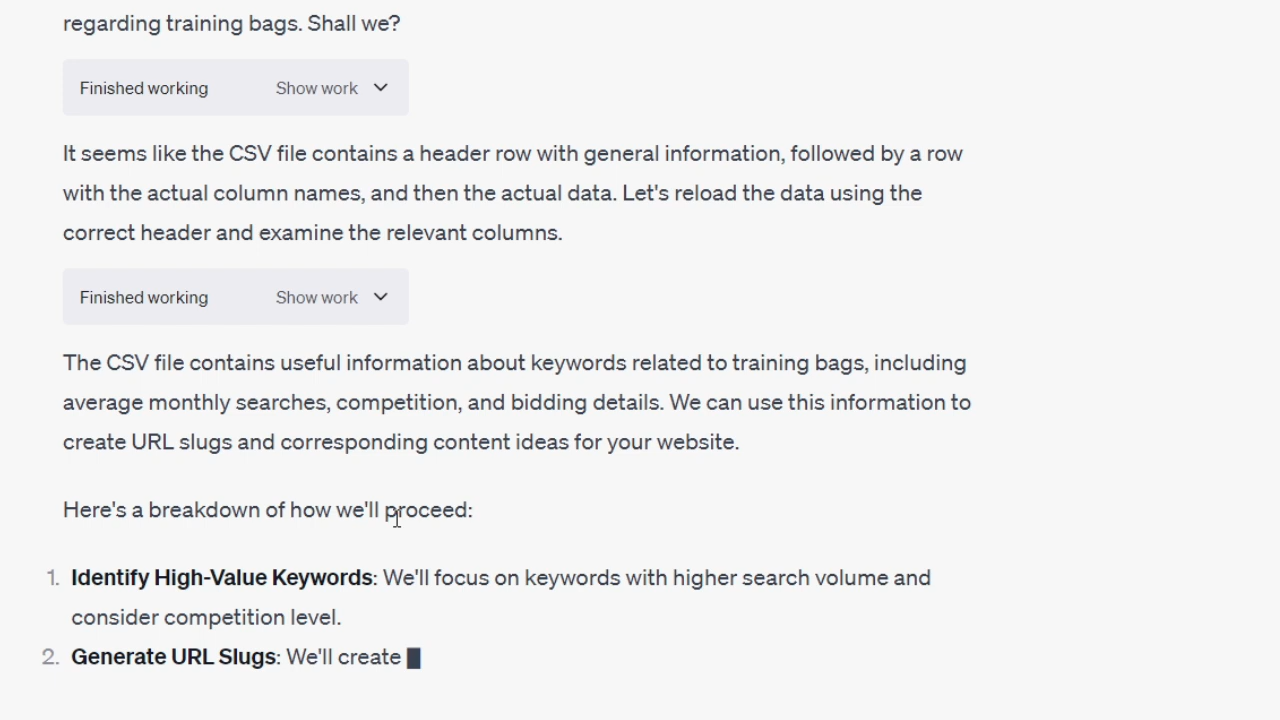 regarding training bags. Shall we?
Finished working Show work
It seems like the CSV file contains a header row with general information, followed by a row
with the actual column names, and then the actual data. Let's reload the data using the
correct header and examine the relevant columns.
Finished working Show work
The CSV file contains useful information about keywords related to training bags, including
average monthly searches, competition, and bidding details. We can use this information to
create URL slugs and corresponding content ideas for your website.
Here's a breakdown of how we'll proceed:
1. Identify High-Value Keywords: We'll focus on keywords with higher search volume and
consider competition level.
2. Generate URL Slugs: We'll create